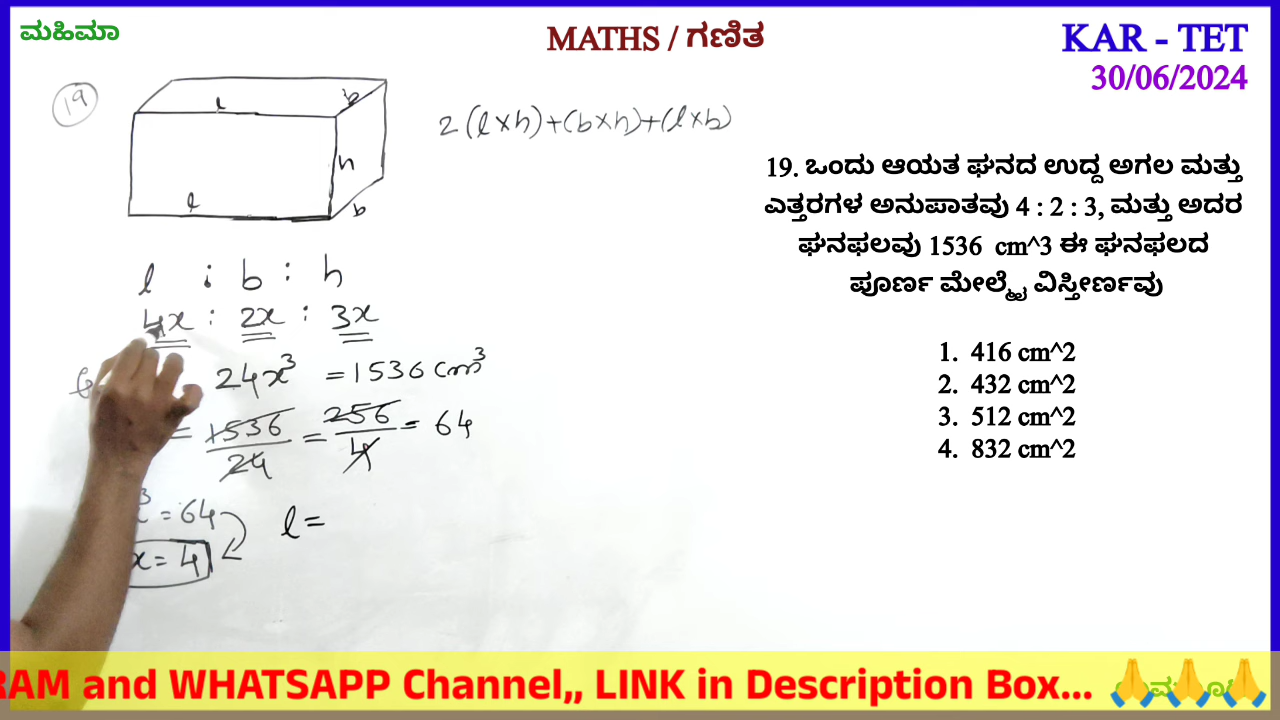 ಮಹಿಮಾ
MATHS / ಗಣಿತ
KAR - TET
30/06/2024
19
l
b
h
l
b
2 (l×h)+(b×h)+(l×b)
l : b : h
4x : 2x : 3x
24x³ = 1536 cm³
= 1536/24 = 256/4 = 64
³ = 64
x = 4
l =
19. ಒಂದು ಆಯತ ಘನದ ಉದ್ದ ಅಗಲ ಮತ್ತು
ಎತ್ತರಗಳ ಅನುಪಾತವು 4 : 2 : 3, ಮತ್ತು ಅದರ
ಘನಫಲವು 1536 cm^3 ಈ ಘನಫಲದ
ಪೂರ್ಣ ಮೇಲ್ಮೈ ವಿಸ್ತೀರ್ಣವು
1. 416 cm^2
2. 432 cm^2
3. 512 cm^2
4. 832 cm^2
RAM and WHATSAPP Channel,, LINK in Description Box... 🙏🙏🙏🙏